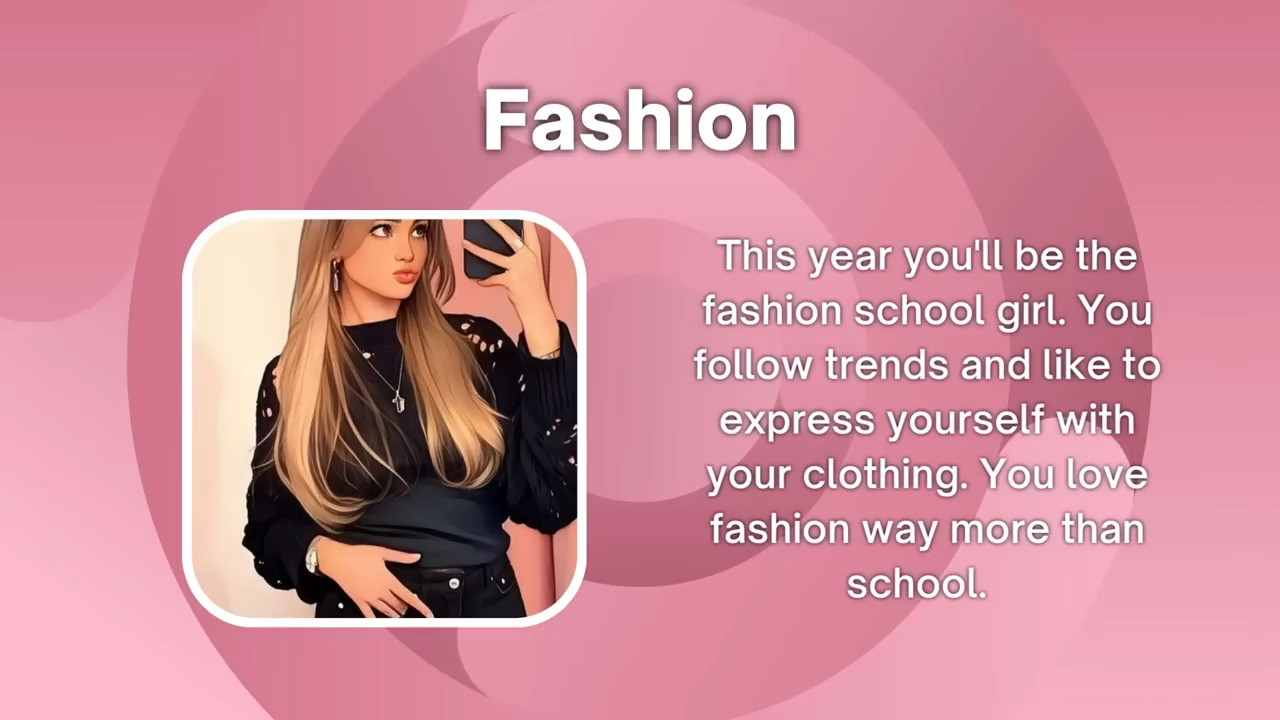 Fashion
This year you'll be the
fashion school girl. You
follow trends and like to
express yourself with
your clothing. You love
fashion way more than
school.